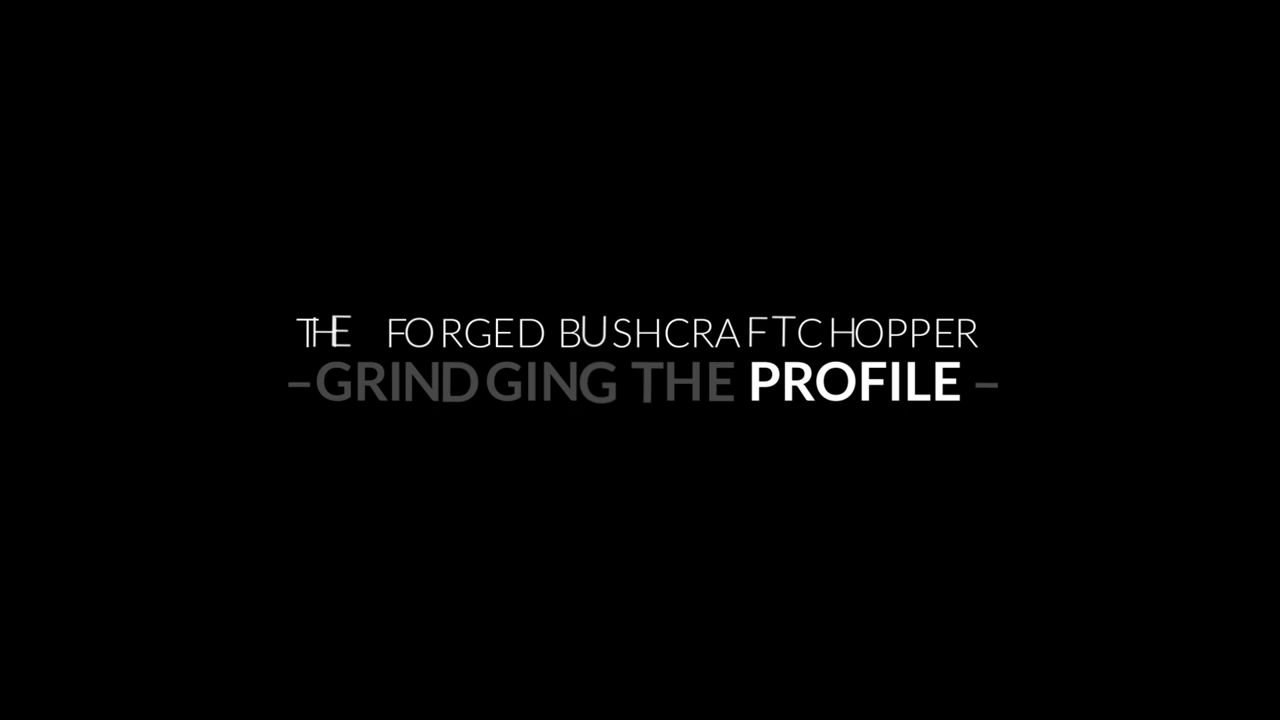 THE FORGED BUSHCRAFT CHOPPER
–GRINDGING THE PROFILE –